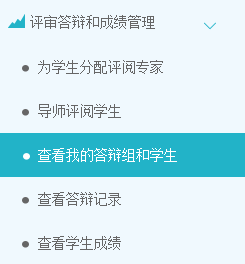 评审答辩和成绩管理
为学生分配评阅专家
导师评阅学生
查看我的答辩组和学生
查看答辩记录
查看学生成绩